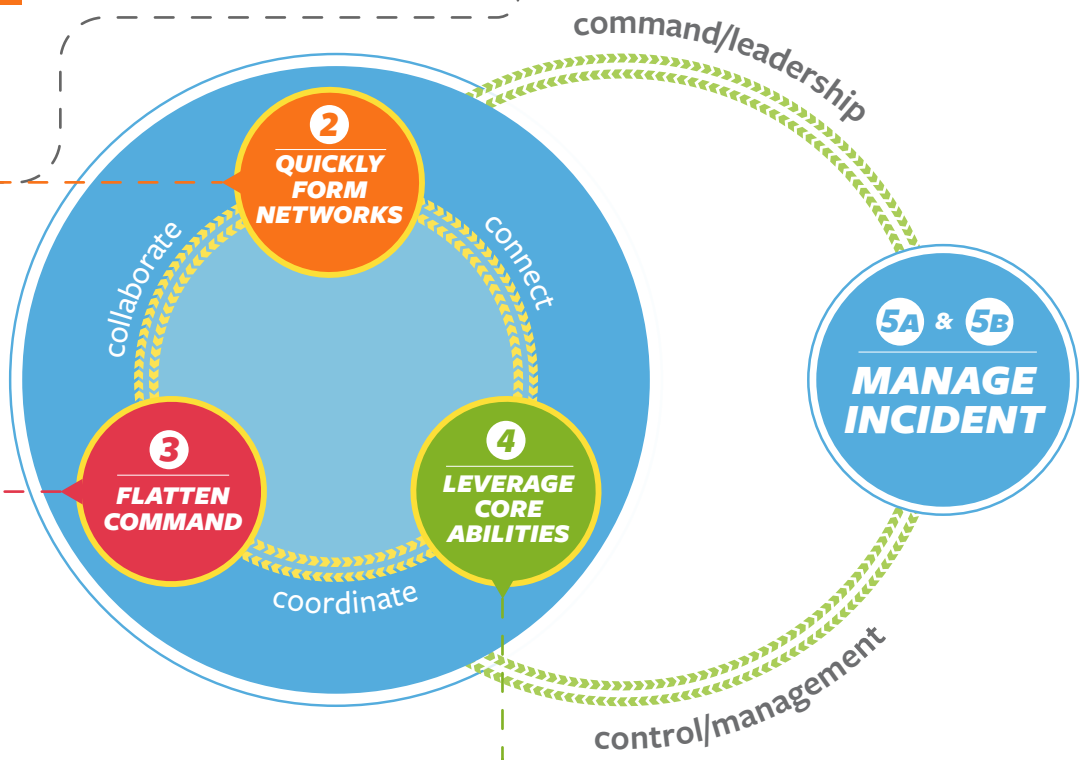 command/leadership
2
QUICKLY
FORM
NETWORKS
collaborate
connect
5A & 5B
MANAGE
INCIDENT
3
FLATTEN
COMMAND
4
LEVERAGE
CORE
ABILITIES
coordinate
control/management